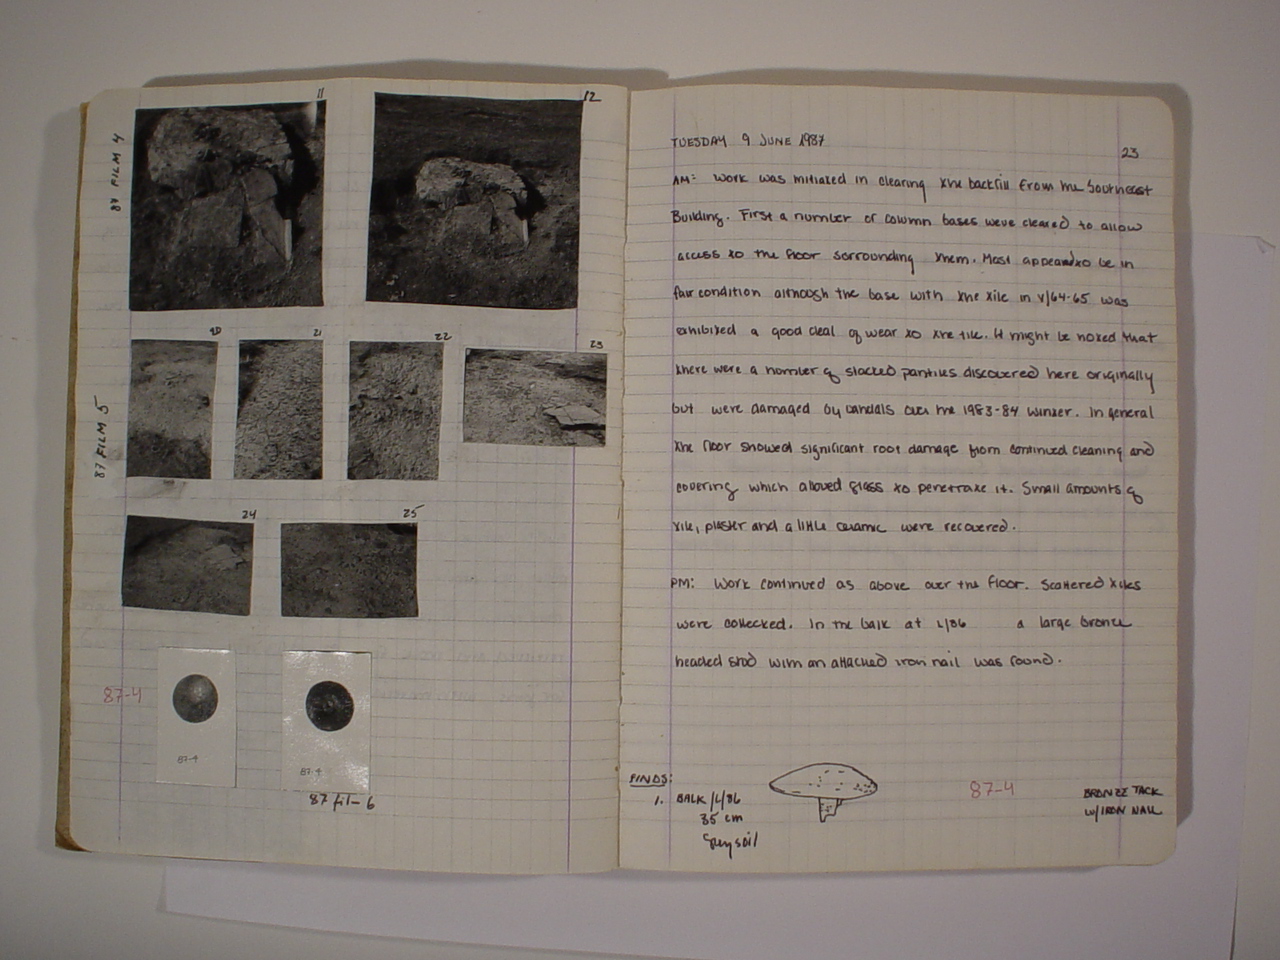 87 FILM 4
11
12
87 FILM 5
20
21
22
23
24
25
87-4
87-4
87-4
87 fil- 6
TUESDAY 9 JUNE 1987
23
AM: Work was initiated in clearing the backfill from the Southeast
Building. First a number of column bases were cleared to allow
access to the floor sorrounding them. Most appeared to be in
fair condition although the base with the tile in V/64-65 was
exhibited a good deal of wear to the tile. It might be noted that
there were a number of stacked pantiles discovered here originally
but were damaged by vandals over the 1983-84 winter. In general
the floor showed significant root damage from continued cleaning and
covering which allowed grass to penetrate it. Small amounts of
tile, plaster and a little ceramic were recovered.
PM: Work continued as above over the floor. Scattered tiles
were collected. In the balk at L/86 a large bronze
headed stud with an attached iron nail was found.
FINDS:
1. BALK /L/86
35 cm
Grey soil
87-4
BRONZE TACK
W/IRON NAIL